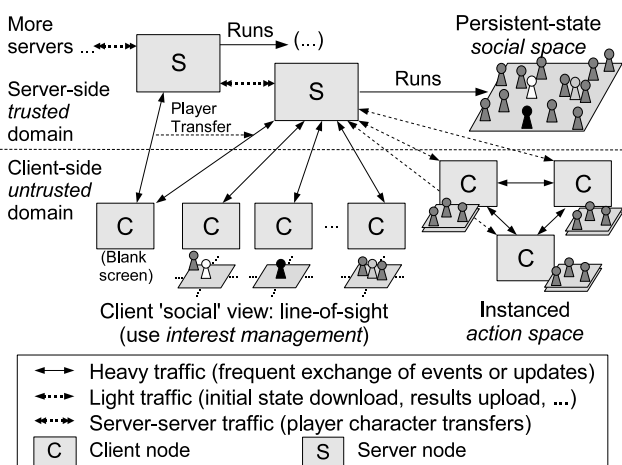 More
servers ...
Runs
(...)
Persistent-state
social space
S
Server-side
trusted
domain
Player
Transfer
S
Runs
Client-side
untrusted
domain
C
C
C
...
C
(Blank
screen)
C
C
C
Client 'social' view: line-of-sight
(use interest management)
Instanced
action space
Heavy traffic (frequent exchange of events or updates)
Light traffic (initial state download, results upload, ...)
Server-server traffic (player character transfers)
C Client node
S Server node